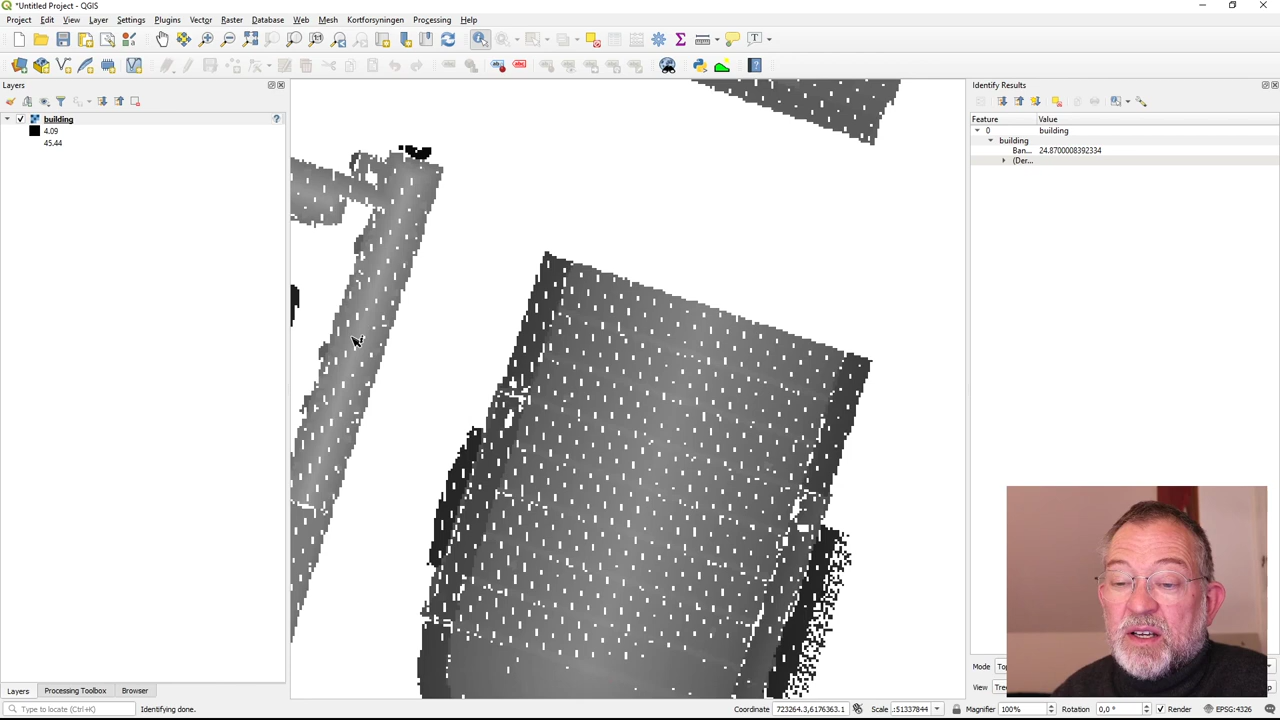 *Untitled Project - QGIS
Project Edit View Layer Settings Plugins Vector Raster Database Web Mesh Kortforsyningen Processing Help
Layers
building
4.09
45.44
Identify Results
Feature Value
0 building
building
Ban... 24.8700008392334
(Der...
Mode
View
Layers Processing Toolbox Browser
Type to locate (Ctrl+K) Identifying done. Coordinate 723264.3,6176363.1 Scale :51337844 Magnifier 100% Rotation 0,0 ° Render EPSG:4326